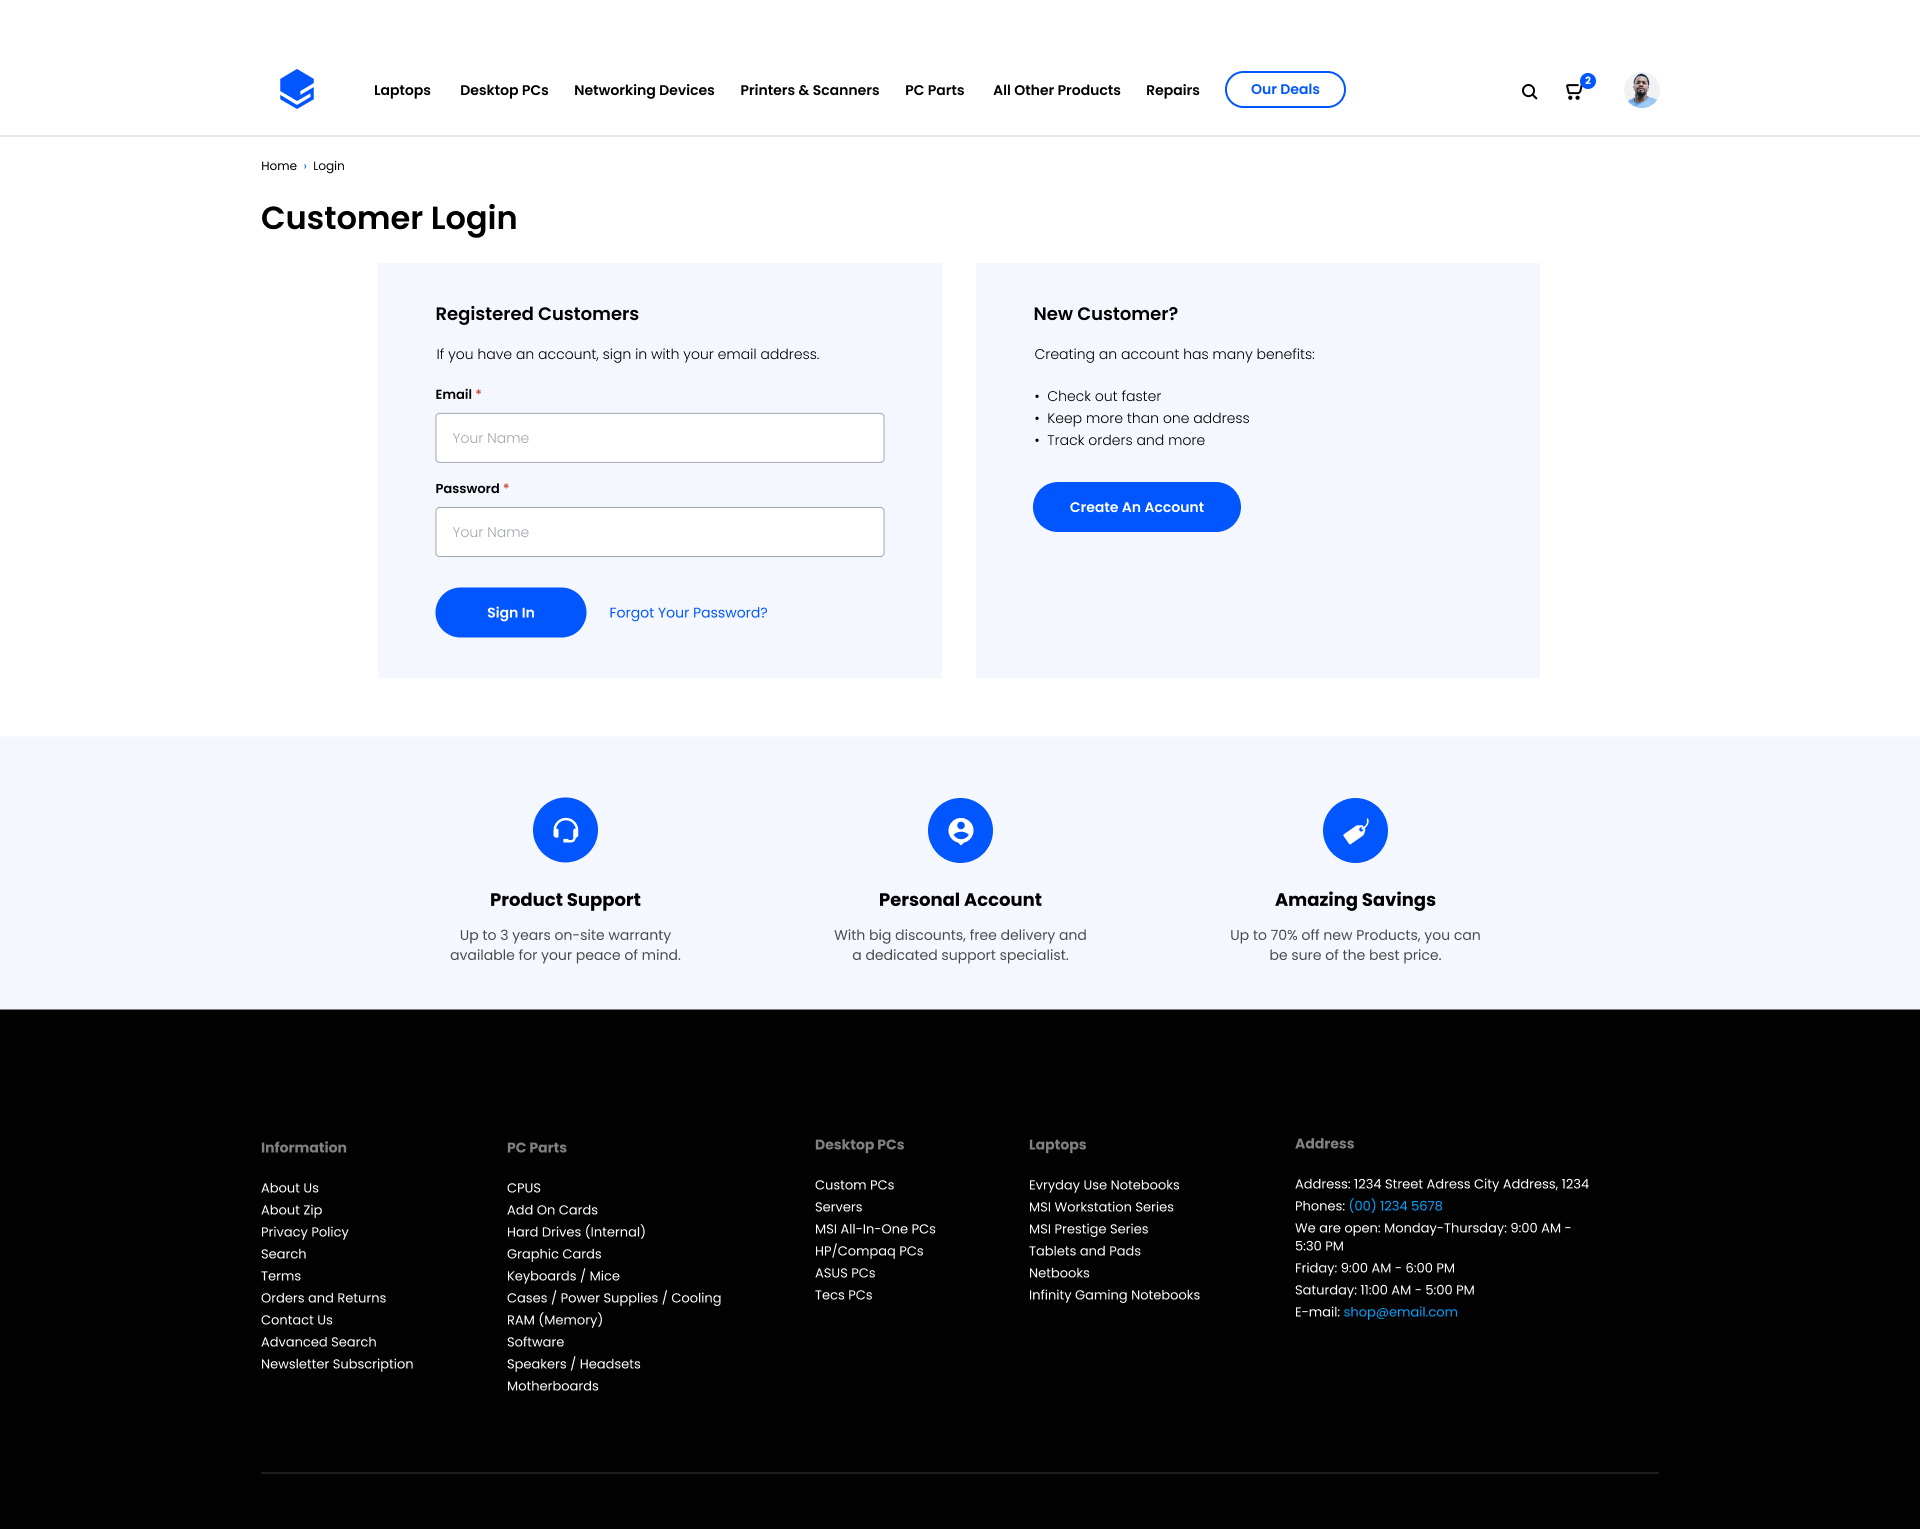 Laptops
Desktop PCs
Networking Devices
Printers & Scanners
PC Parts
All Other Products
Repairs
Our Deals
2
Home › Login
Customer Login
Registered Customers
If you have an account, sign in with your email address.
Email *
Your Name
Password *
Your Name
Sign In
Forgot Your Password?
New Customer?
Creating an account has many benefits:
• Check out faster
• Keep more than one address
• Track orders and more
Create An Account
Product Support
Up to 3 years on-site warranty
available for your peace of mind.
Personal Account
With big discounts, free delivery and
a dedicated support specialist.
Amazing Savings
Up to 70% off new Products, you can
be sure of the best price.
Information
About Us
About Zip
Privacy Policy
Search
Terms
Orders and Returns
Contact Us
Advanced Search
Newsletter Subscription
PC Parts
CPUS
Add On Cards
Hard Drives (Internal)
Graphic Cards
Keyboards / Mice
Cases / Power Supplies / Cooling
RAM (Memory)
Software
Speakers / Headsets
Motherboards
Desktop PCs
Custom PCs
Servers
MSI All-In-One PCs
HP/Compaq PCs
ASUS PCs
Tecs PCs
Laptops
Evryday Use Notebooks
MSI Workstation Series
MSI Prestige Series
Tablets and Pads
Netbooks
Infinity Gaming Notebooks
Address
Address: 1234 Street Adress City Address, 1234
Phones: (00) 1234 5678
We are open: Monday-Thursday: 9:00 AM -
5:30 PM
Friday: 9:00 AM - 6:00 PM
Saturday: 11:00 AM - 5:00 PM
E-mail: shop@email.com